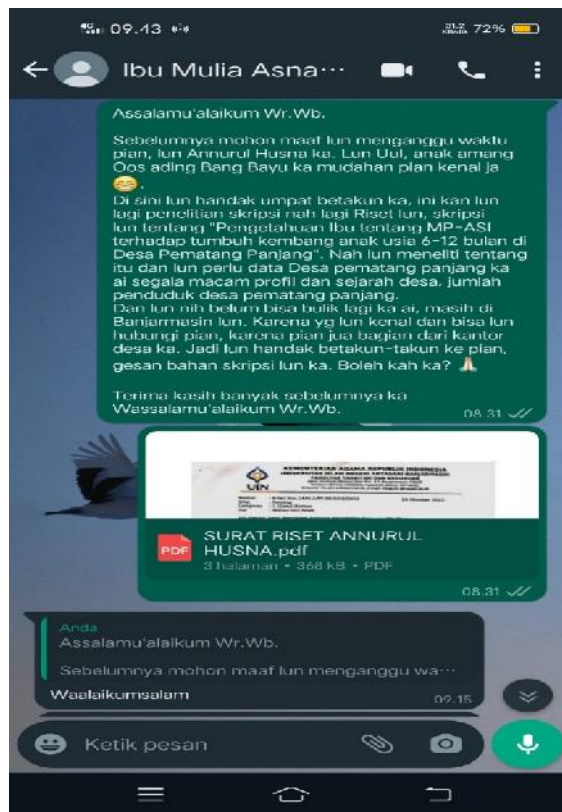 09.43
72%
Ibu Mulia Asna...
Assalamu'alaikum Wr.Wb.
Sebelumnya mohon maaf lun menganggu waktu
pian, lun Annurul Husna ka. Lun Uul, anak amang
Oos ading Bang Bayu ka mudahan pian kenal ja
Di sini lun handak umpat betakun ka, ini kan lun
lagi penelitian skripsi nah lagi Riset lun, skripsi
lun tentang "Pengetahuan Ibu tentang MP-ASI
terhadap tumbuh kembang anak usia 6-12 bulan di
Desa Pematang Panjang". Nah lun meneliti tentang
itu dan lun perlu data Desa pematang panjang ka
ai segala macam profil dan sejarah desa, jumlah
penduduk desa pematang panjang.
Dan lun nih belum bisa bulik lagi ka ai, masih di
Banjarmasin lun. Karena yg lun kenal dan bisa lun
hubungi pian, karena pian jua bagian dari kantor
desa ka. Jadi lun handak betakun-takun ke pian,
gesan bahan skripsi lun ka. Boleh kah ka?
Terima kasih banyak sebelumnya ka
Wassalamu'alaikum Wr.Wb.
08.31
KEMENTERIAN AGAMA REPUBLIK INDONESIA
UIN
PDF
SURAT RISET ANNURUL
HUSNA.pdf
3 halaman • 368 kB • PDF
08.31
Anda
Assalamu'alaikum Wr.Wb.
Sebelumnya mohon maaf lun menganggu wa...
Waalaikumsalam
09.15
Ketik pesan